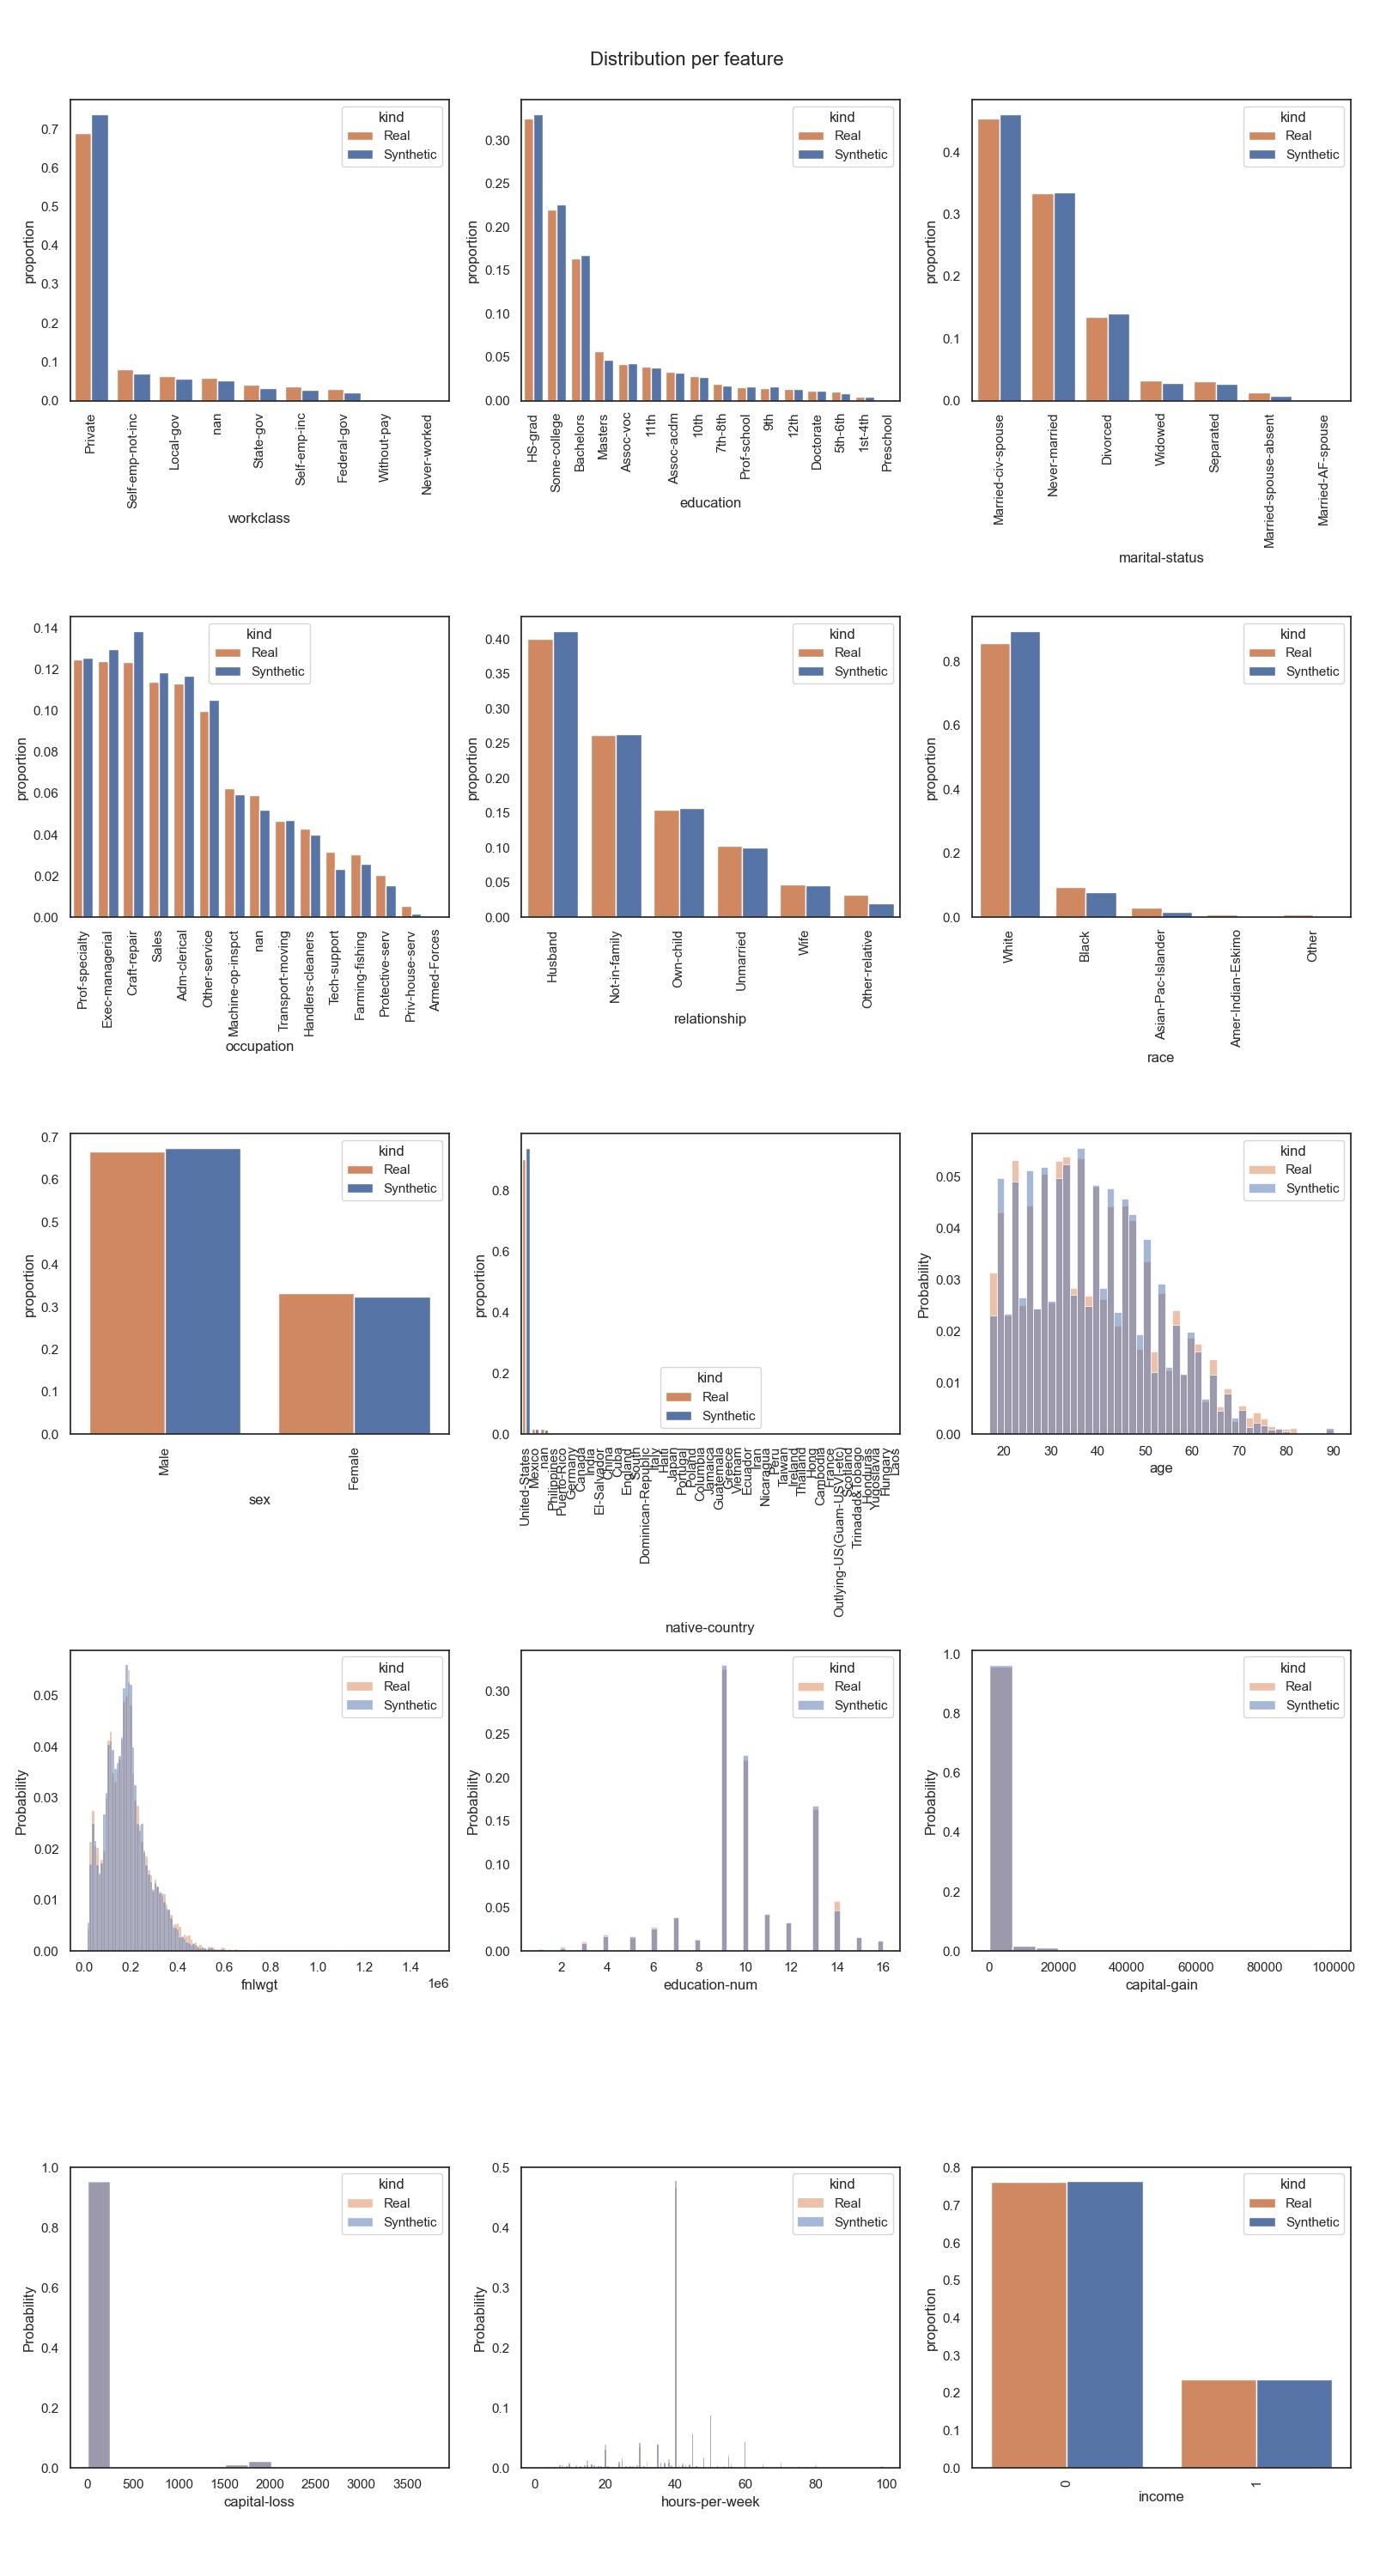 Distribution per feature
proportion
0.7
0.6
0.5
0.4
0.3
0.2
0.1
0.0
kind
Real
Synthetic
Private
Self-emp-not-inc
Local-gov
nan
State-gov
Self-emp-inc
Federal-gov
Without-pay
Never-worked
workclass
proportion
0.30
0.25
0.20
0.15
0.10
0.05
0.00
kind
Real
Synthetic
HS-grad
Some-college
Bachelors
Masters
Assoc-voc
11th
Assoc-acdm
10th
7th-8th
Prof-school
9th
12th
Doctorate
5th-6th
1st-4th
Preschool
education
proportion
0.4
0.3
0.2
0.1
0.0
kind
Real
Synthetic
Married-civ-spouse
Never-married
Divorced
Widowed
Separated
Married-spouse-absent
Married-AF-spouse
marital-status
proportion
0.14
0.12
0.10
0.08
0.06
0.04
0.02
0.00
kind
Real
Synthetic
Prof-specialty
Exec-managerial
Craft-repair
Sales
Adm-clerical
Other-service
Machine-op-inspct
nan
Transport-moving
Handlers-cleaners
Tech-support
Farming-fishing
Protective-serv
Priv-house-serv
Armed-Forces
occupation
proportion
0.40
0.35
0.30
0.25
0.20
0.15
0.10
0.05
0.00
kind
Real
Synthetic
Husband
Not-in-family
Own-child
Unmarried
Wife
Other-relative
relationship
proportion
0.8
0.6
0.4
0.2
0.0
kind
Real
Synthetic
White
Black
Asian-Pac-Islander
Amer-Indian-Eskimo
Other
race
proportion
0.7
0.6
0.5
0.4
0.3
0.2
0.1
0.0
kind
Real
Synthetic
Male
Female
sex
proportion
0.8
0.6
0.4
0.2
0.0
kind
Real
Synthetic
United-States
Mexico
nan
Philippines
Puerto-Rico
Germany
Canada
India
El-Salvador
China
Cuba
England
South
Dominican-Republic
Italy
Haiti
Japan
Portugal
Poland
Columbia
Jamaica
Guatemala
Greece
Vietnam
Ecuador
Iran
Nicaragua
Peru
Taiwan
Ireland
Thailand
Hong
Cambodia
France
Outlying-US(Guam-USVI-etc)
Scotland
Trinadad&Tobago
Honduras
Yugoslavia
Hungary
Laos
native-country
Probability
0.05
0.04
0.03
0.02
0.01
0.00
kind
Real
Synthetic
20 30 40 50 60 70 80 90
age
Probability
0.05
0.04
0.03
0.02
0.01
0.00
kind
Real
Synthetic
0.0 0.2 0.4 0.6 0.8 1.0 1.2 1.4
1e6
fnlwgt
Probability
0.30
0.25
0.20
0.15
0.10
0.05
0.00
kind
Real
Synthetic
2 4 6 8 10 12 14 16
education-num
Probability
1.0
0.8
0.6
0.4
0.2
0.0
kind
Real
Synthetic
0 20000 40000 60000 80000 100000
capital-gain
Probability
1.0
0.8
0.6
0.4
0.2
0.0
kind
Real
Synthetic
0 500 1000 1500 2000 2500 3000 3500
capital-loss
Probability
0.5
0.4
0.3
0.2
0.1
0.0
kind
Real
Synthetic
0 20 40 60 80 100
hours-per-week
proportion
0.8
0.7
0.6
0.5
0.4
0.3
0.2
0.1
0.0
kind
Real
Synthetic
0
1
income